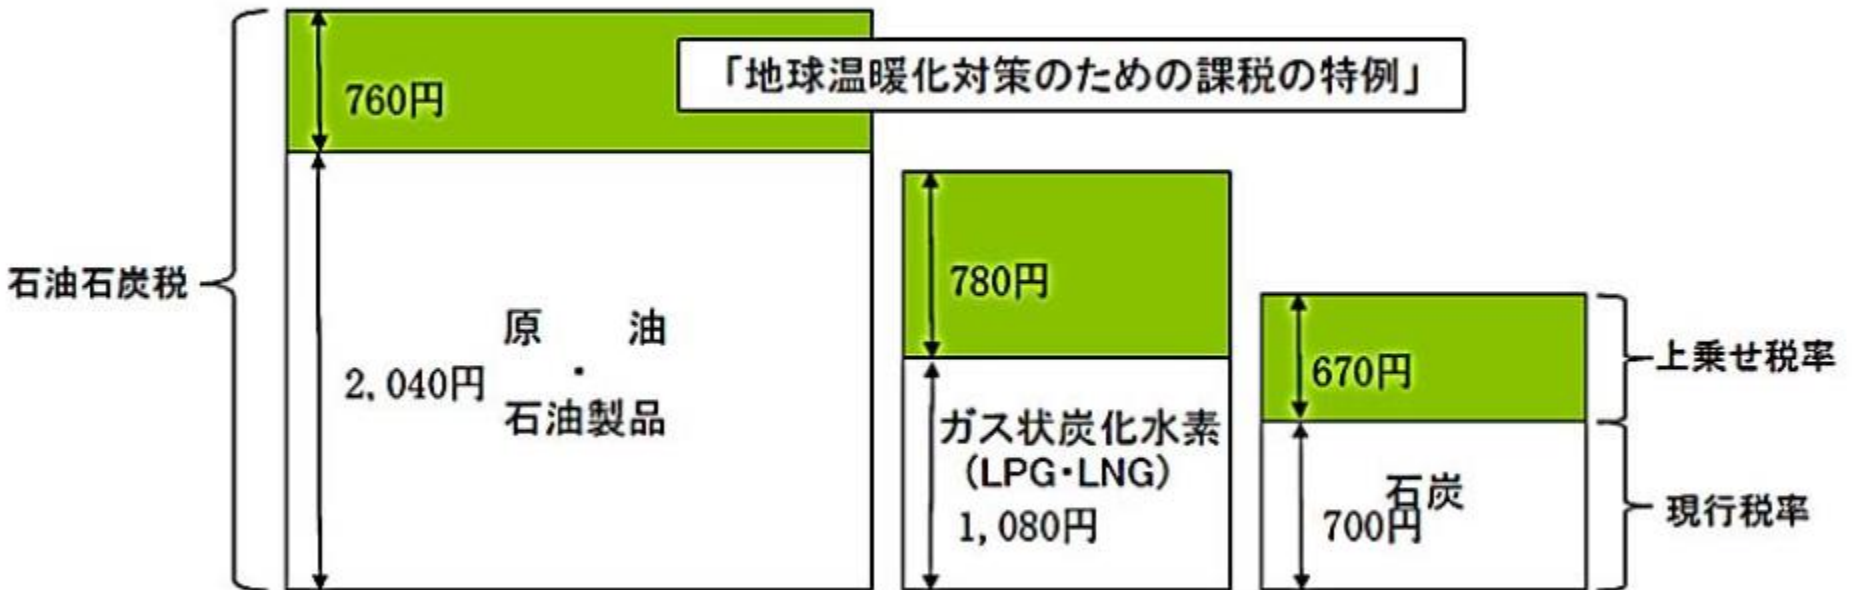 「地球温暖化対策のための課税の特例」
760円
石油石炭税
2,040円
原　油
・
石油製品
780円
ガス状炭化水素
(LPG・LNG)
1,080円
670円
石炭
700円
上乗せ税率
現行税率